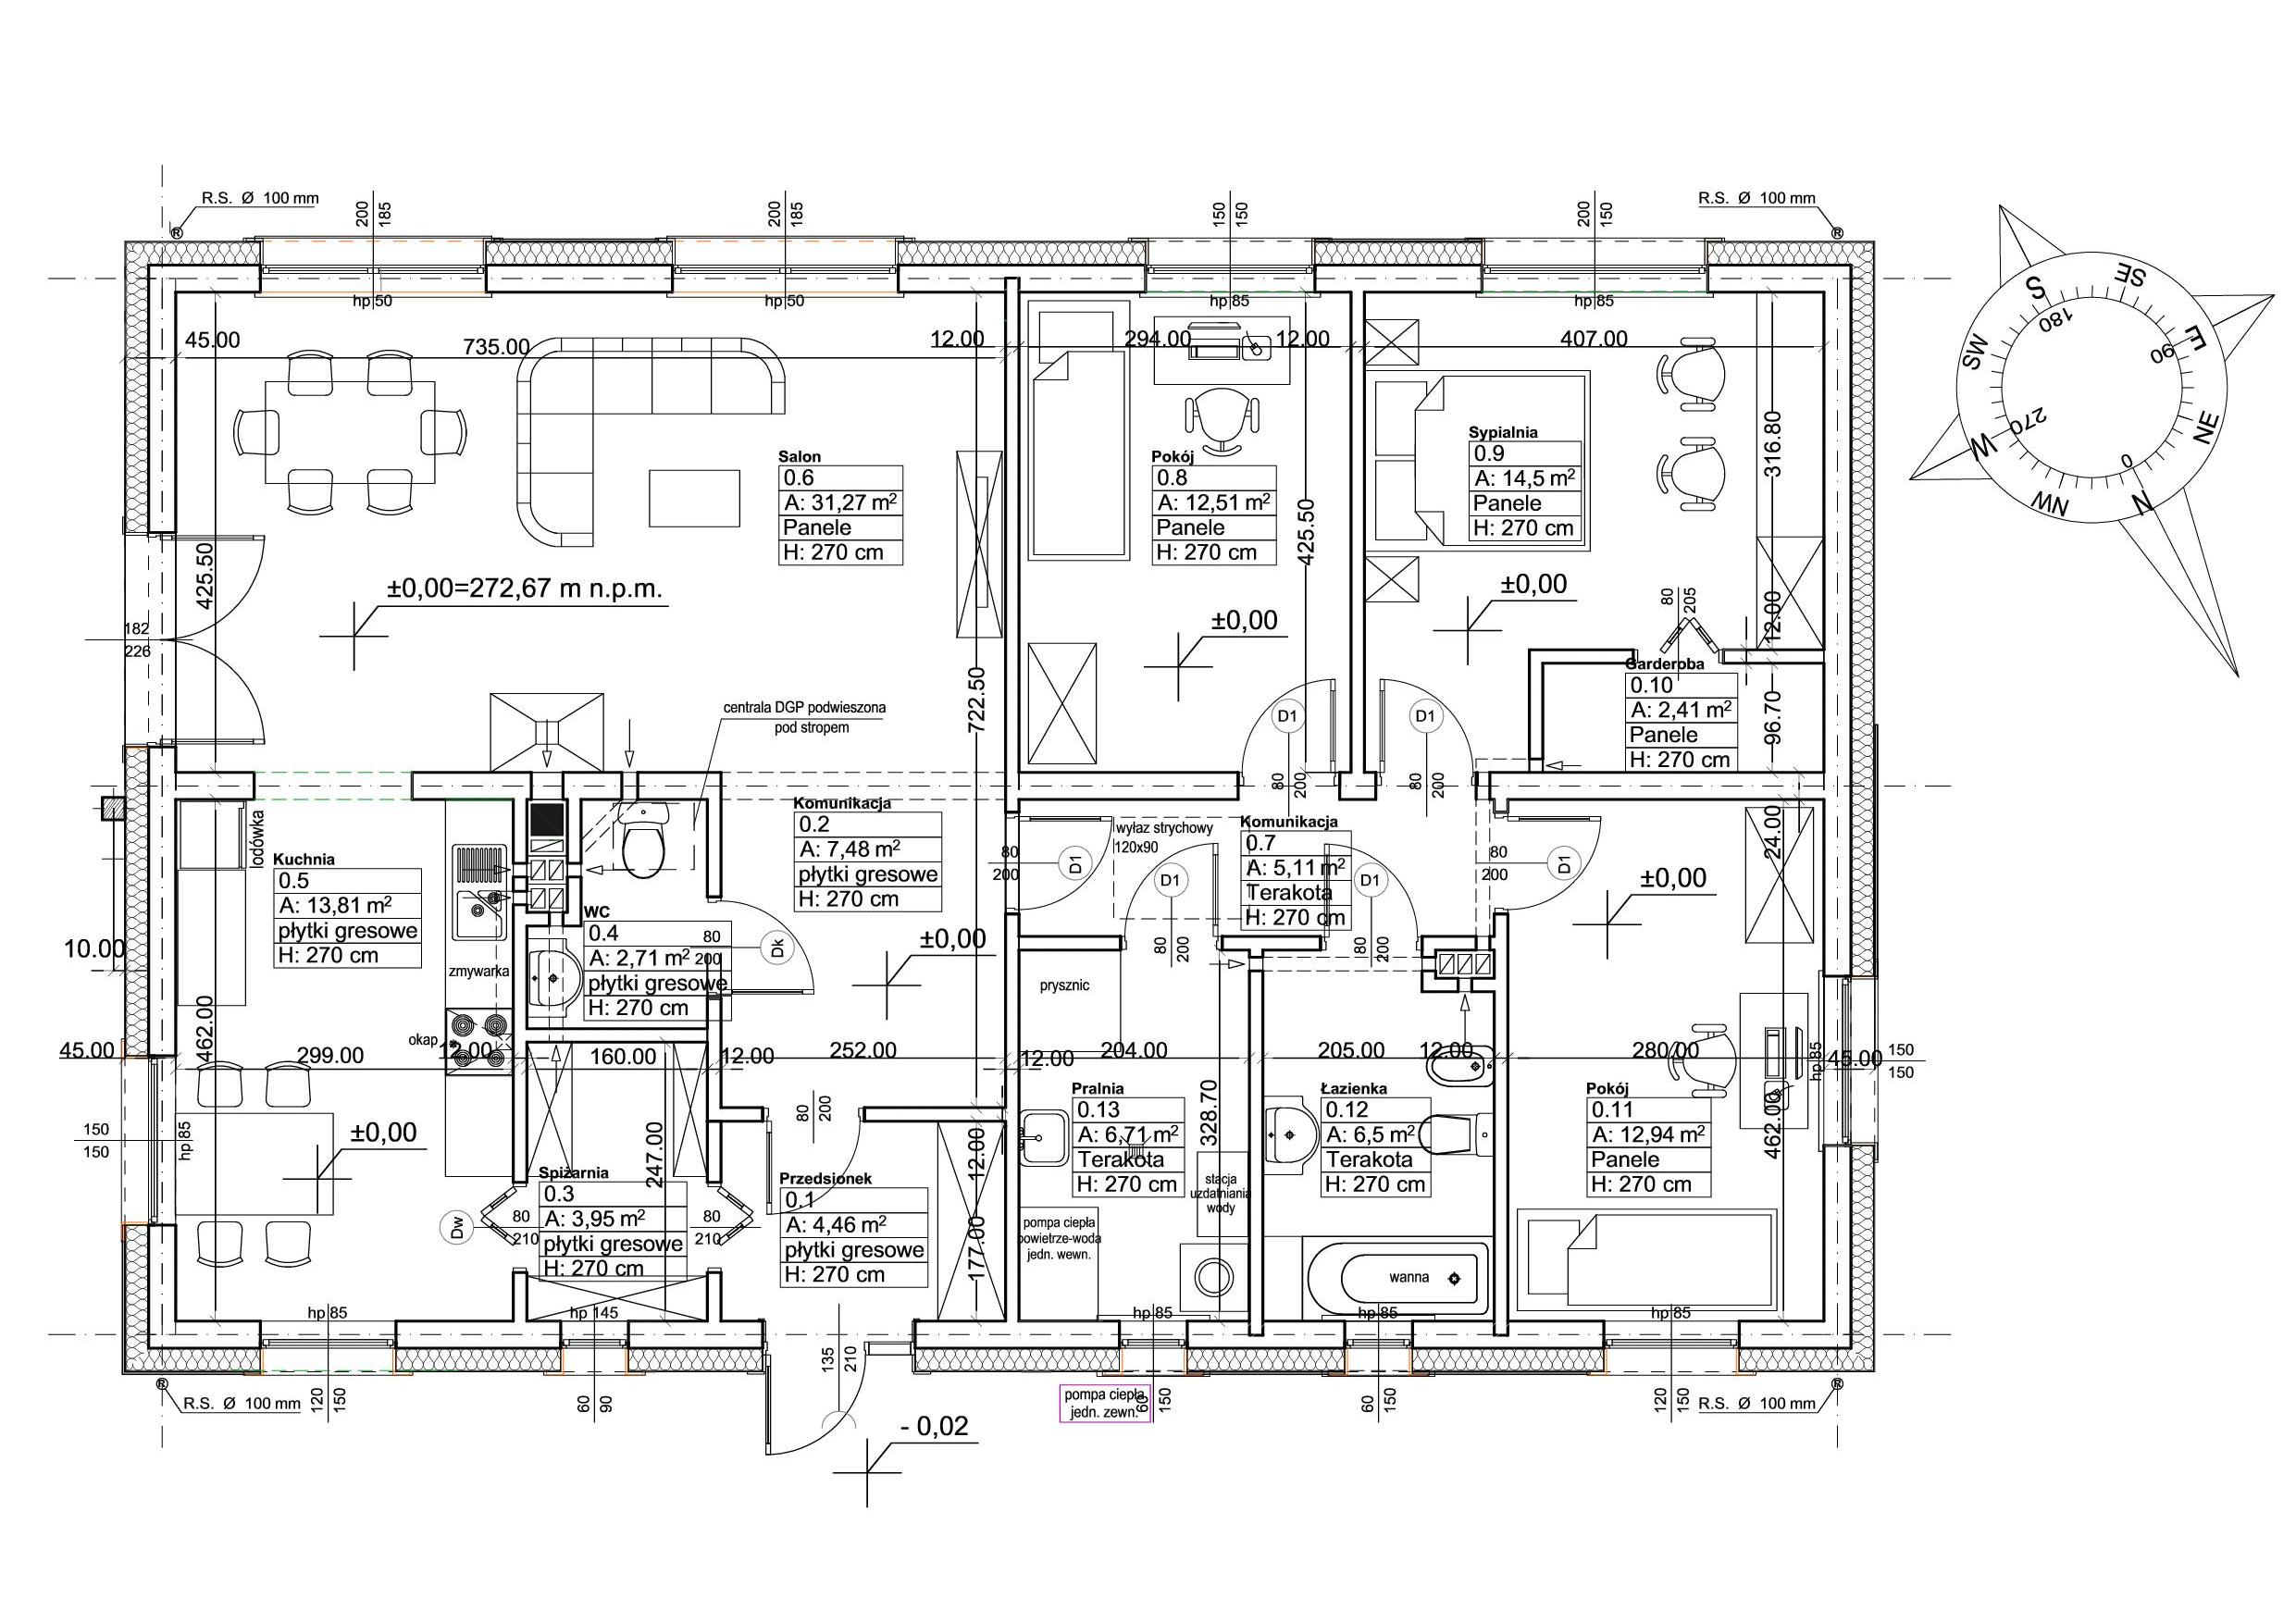 R.S. Ø 100 mm
200
185
200
185
150
150
200
150
R.S. Ø 100 mm
®
®
hp 50
hp 50
hp 85
hp 85
S
180
SE
E
90
NE
0
N
NW
W
270
SW
45.00
735.00
12.00
294.00
12.00
407.00
Salon
0.6
A: 31,27 m²
Panele
H: 270 cm
Pokój
0.8
A: 12,51 m²
Panele
H: 270 cm
Sypialnia
0.9
A: 14,5 m²
Panele
H: 270 cm
316.80
425.50
425.50
±0,00=272,67 m n.p.m.
±0,00
±0,00
80
205
12.00
182
226
722.50
Garderoba
0.10
A: 2,41 m²
Panele
H: 270 cm
96.70
centrala DGP podwieszona
pod stropem
D1
D1
80
200
80
200
lodówka
Kuchnia
0.5
A: 13,81 m²
płytki gresowe
H: 270 cm
Komunikacja
0.2
A: 7,48 m²
płytki gresowe
H: 270 cm
wyłaz strychowy
120x90
Komunikacja
0.7
A: 5,11 m²
Terakota
H: 270 cm
80
200
D1
D1
D1
80
200
D1
24.00
±0,00
WC
0.4
A: 2,71 m²
płytki gresowe
H: 270 cm
80
200
Dk
±0,00
80
200
80
200
10.00
zmywarka
prysznic
okap
462.00
45.00
299.00
12.00
160.00
12.00
252.00
12.00
204.00
205.00
12.00
280.00
45.00
150
150
hp 85
150
150
hp 85
±0,00
80
200
247.00
12.00
Pralnia
0.13
A: 6,71 m²
Terakota
H: 270 cm
328.70
Łazienka
0.12
A: 6,5 m²
Terakota
H: 270 cm
Pokój
0.11
A: 12,94 m²
Panele
H: 270 cm
462.00
Spiżarnia
0.3
A: 3,95 m²
płytki gresowe
H: 270 cm
Dw
80
210
80
210
Przedsionek
0.1
A: 4,46 m²
płytki gresowe
H: 270 cm
177.00
stacja
uzdatniania
wody
pompa ciepła
powietrze-woda
jedn. wewn.
wanna
hp 85
hp 145
hp 85
hp 85
hp 85
135
210
®
R.S. Ø 100 mm
120
150
60
90
pompa ciepła
jedn. zewn.
60
150
60
150
120
150
R.S. Ø 100 mm
®
- 0,02